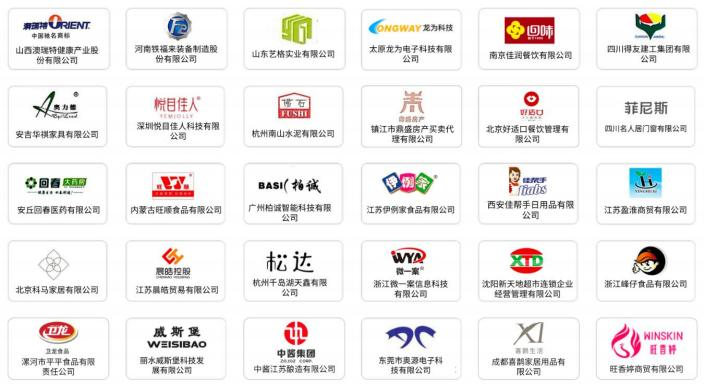 澳瑞特 ORIENT
中国驰名商标
山西澳瑞特健康产业股
份有限公司
河南铁福来装备制造股
份有限公司
山东艺格实业有限公司
LONGWAY 龙为科技
太原龙为电子科技有限
公司
回味
南京佳润餐饮有限公司
四川得友建工集团有限
公司
奥力德
安吉华祺家具有限公司
悦目佳人
YEMIOLLY
深圳悦目佳人科技有限
公司
佛石
FUSHI
杭州南山水泥有限公司
鼎盛房产
镇江市鼎盛房产买卖代
理有限公司
好适口
北京好适口餐饮管理有
限公司
菲尼斯
四川名人居门窗有限公司
回春 大药房
安丘回春医药有限公司
旺顺
内蒙古旺顺食品有限公司
BASIC 柏诚
广州柏诚智能科技有限
公司
伊例家
江苏伊例家食品有限公司
佳帮手
西安佳帮手日用品有限
公司
YINGHUAI
江苏盈淮商贸有限公司
北京科马家居有限公司
晨皓控股
江苏晨皓贸易有限公司
松达
杭州千岛湖天鑫有限
公司
WYA
微一案
浙江微一案信息科技
有限公司
XTD
沈阳新天地超市连锁企业
经营管理有限公司
浙江峰仔食品有限公司
卫龙
卫龙食品
漯河市平平食品有限
责任公司
威斯堡
WEISIBAO
丽水威斯堡科技发
展有限公司
中酱集团
中酱江苏酿造有限公司
东莞市奥源电子科
技有限公司
喜鹊生活
成都喜鹊家居用品有
限公司
WINSKIN
旺香婷
旺香婷商贸有限公司